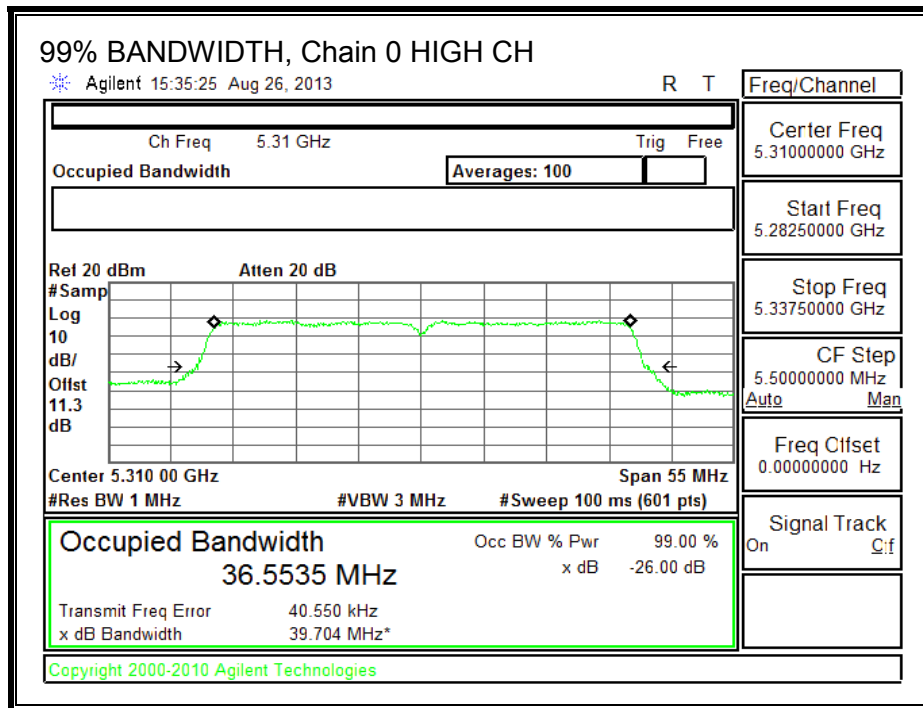 99% BANDWIDTH, Chain 0 HIGH CH
Agilent 15:35:25 Aug 26, 2013 R T
Freq/Channel
Ch Freq 5.31 GHz Trig Free
Occupied Bandwidth Averages: 100
Center Freq
5.31000000 GHz
Start Freq
5.28250000 GHz
Stop Freq
5.33750000 GHz
CF Step
5.50000000 MHz
Auto Man
Freq Offset
0.00000000 Hz
Signal Track
On Off
Ref 20 dBm Atten 20 dB
#Samp
Log
10
dB/
Offst
11.3
dB
Center 5.310 00 GHz Span 55 MHz
#Res BW 1 MHz #VBW 3 MHz #Sweep 100 ms (601 pts)
Occupied Bandwidth Occ BW % Pwr 99.00 %
36.5535 MHz x dB -26.00 dB
Transmit Freq Error 40.550 kHz
x dB Bandwidth 39.704 MHz*
Copyright 2000-2010 Agilent Technologies